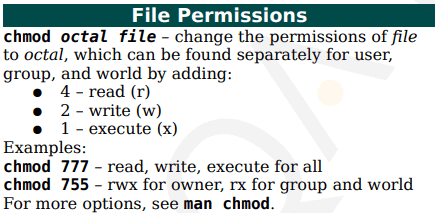 File Permissions
chmod octal file – change the permissions of file
to octal, which can be found separately for user,
group, and world by adding:
● 4 – read (r)
● 2 – write (w)
● 1 – execute (x)
Examples:
chmod 777 – read, write, execute for all
chmod 755 – rwx for owner, rx for group and world
For more options, see man chmod.